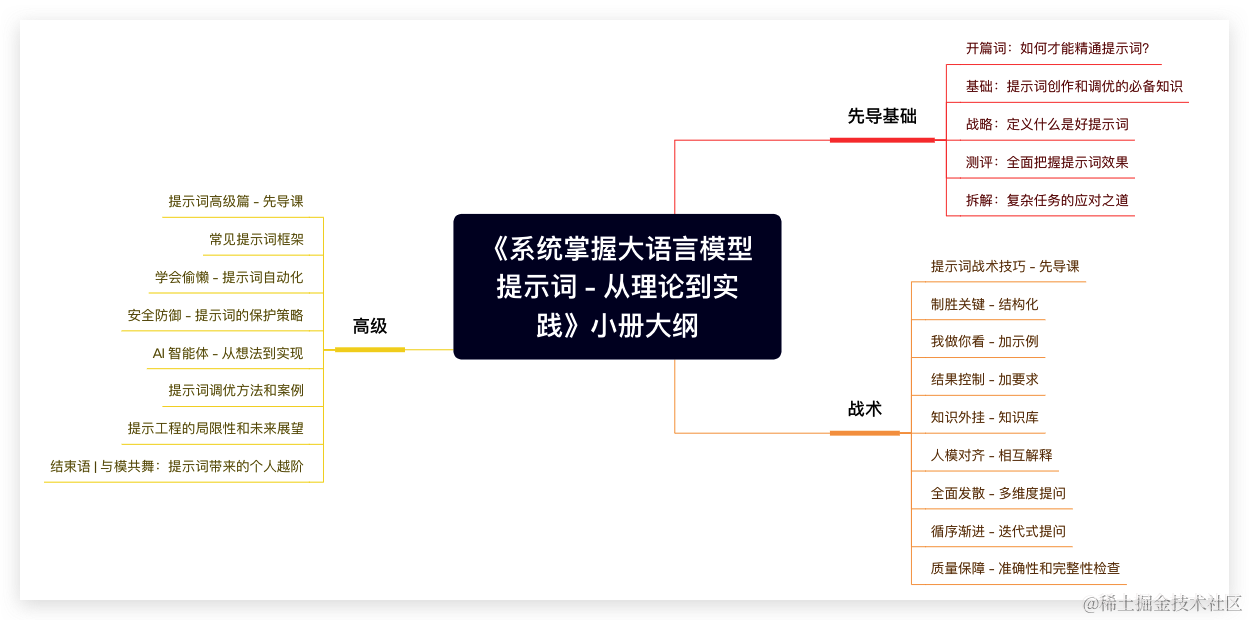 《系统掌握大语言模型
提示词 - 从理论到实
践》小册大纲
先导基础
开篇词：如何才能精通提示词?
基础：提示词创作和调优的必备知识
战略：定义什么是好提示词
测评：全面把握提示词效果
拆解：复杂任务的应对之道
战术
提示词战术技巧 - 先导课
制胜关键 - 结构化
我做你看 - 加示例
结果控制 - 加要求
知识外挂 - 知识库
人模对齐 - 相互解释
全面发散 - 多维度提问
循序渐进 - 迭代式提问
质量保障 - 准确性和完整性检查
高级
提示词高级篇 - 先导课
常见提示词框架
学会偷懒 - 提示词自动化
安全防御 - 提示词的保护策略
AI 智能体 - 从想法到实现
提示词调优方法和案例
提示工程的局限性和未来展望
结束语 | 与模共舞：提示词带来的个人越阶
@稀土掘金技术社区